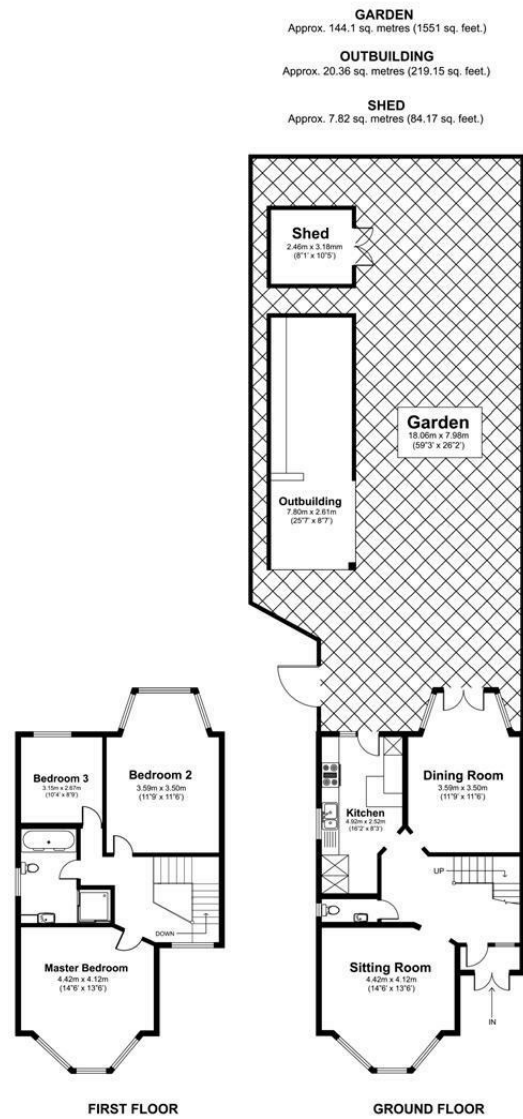 GARDEN
Approx. 144.1 sq. metres (1551 sq. feet.)
OUTBUILDING
Approx. 20.36 sq. metres (219.15 sq. feet.)
SHED
Approx. 7.82 sq. metres (84.17 sq. feet.)
Shed
2.46m x 3.18mm
(8'1' x 10"5')
Garden
18.06m x 7.98m
(59"3' x 26"2')
Outbuilding
7.80m x 2.61m
(25"7' x 8"7')
Bedroom 3
3.15m x 2.67m
(10"4' x 8"9')
Bedroom 2
3.59m x 3.50m
(11"9' x 11"6')
DOWN
Master Bedroom
4.42m x 4.12m
(14"6' x 13"6')
FIRST FLOOR
Kitchen
4.92m x 2.52m
(16"2' x 8"3')
Dining Room
3.59m x 3.50m
(11"9' x 11"6')
UP
Sitting Room
4.42m x 4.12m
(14"6' x 13"6')
IN
GROUND FLOOR